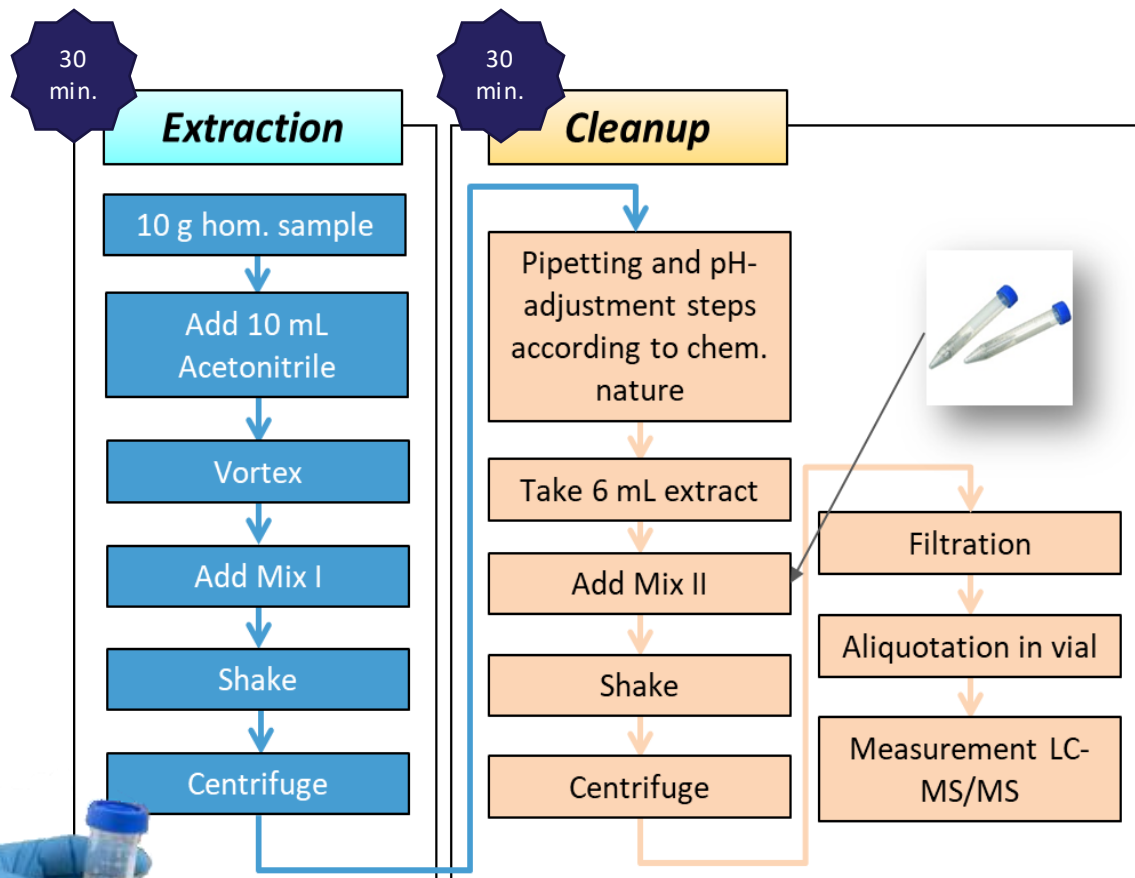 30
min.
Extraction
10 g hom. sample
Add 10 mL
Acetonitrile
Vortex
Add Mix I
Shake
Centrifuge
30
min.
Cleanup
Pipetting and pH-
adjustment steps
according to chem.
nature
Take 6 mL extract
Add Mix II
Shake
Centrifuge
Filtration
Aliquotation in vial
Measurement LC-
MS/MS